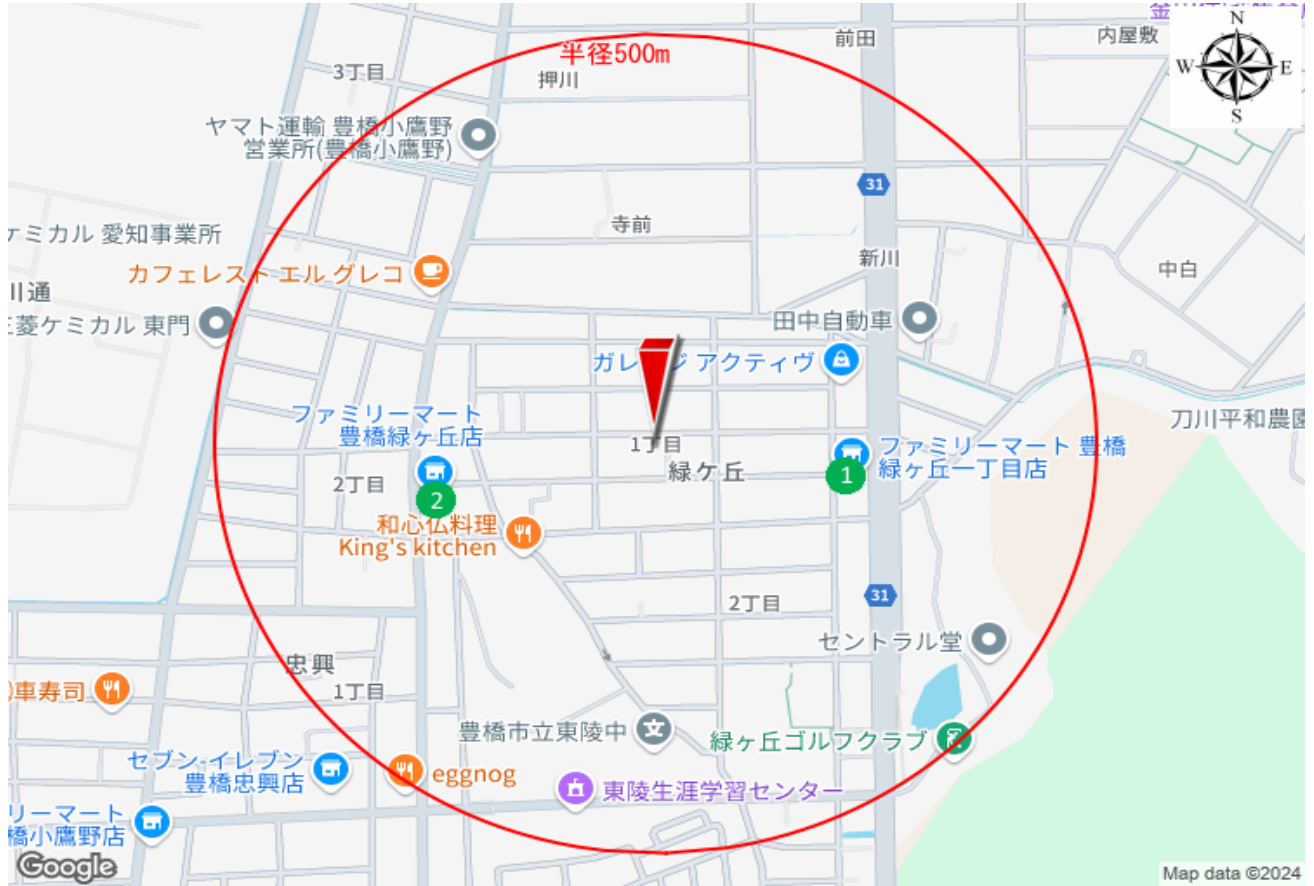 半径500m
前田
内屋敷
N
W
E
S
3丁目
押川
ヤマト運輸 豊橋小鷹野
営業所(豊橋小鷹野)
31
寺前
ケミカル 愛知事業所
新川
カフェレスト エル グレコ
中白
川通
三菱ケミカル 東門
田中自動車
ガレージ アクティヴ
ファミリーマート
豊橋緑ヶ丘店
1丁目
緑ケ丘
ファミリーマート 豊橋
緑ヶ丘一丁目店
刀川平和農園
1
2丁目
2
和心仏料理
King's kitchen
2丁目
31
セントラル堂
忠興
車寿司
1丁目
豊橋市立東陵中
緑ヶ丘ゴルフクラブ
セブン-イレブン
豊橋忠興店
eggnog
東陵生涯学習センター
リーマート
橋小鷹野店
Google
Map data ©2024